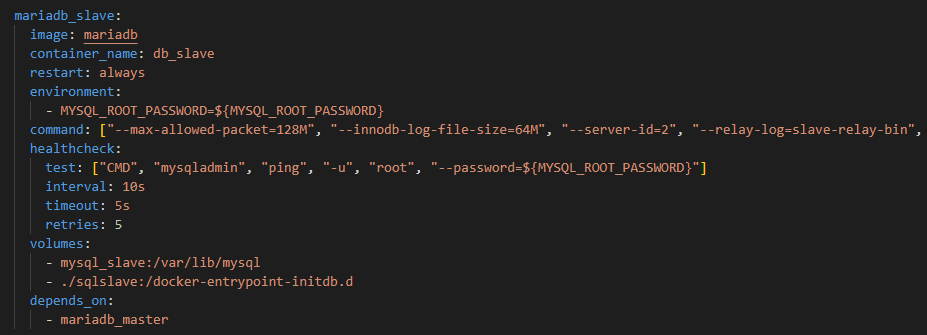 mariadb_slave:
  image: mariadb
  container_name: db_slave
  restart: always
  environment:
    - MYSQL_ROOT_PASSWORD=${MYSQL_ROOT_PASSWORD}
  command: ["--max-allowed-packet=128M", "--innodb-log-file-size=64M", "--server-id=2", "--relay-log=slave-relay-bin",
  healthcheck:
    test: ["CMD", "mysqladmin", "ping", "-u", "root", "--password=${MYSQL_ROOT_PASSWORD}"]
    interval: 10s
    timeout: 5s
    retries: 5
  volumes:
    - mysql_slave:/var/lib/mysql
    - ./sqlslave:/docker-entrypoint-initdb.d
  depends_on:
    - mariadb_master